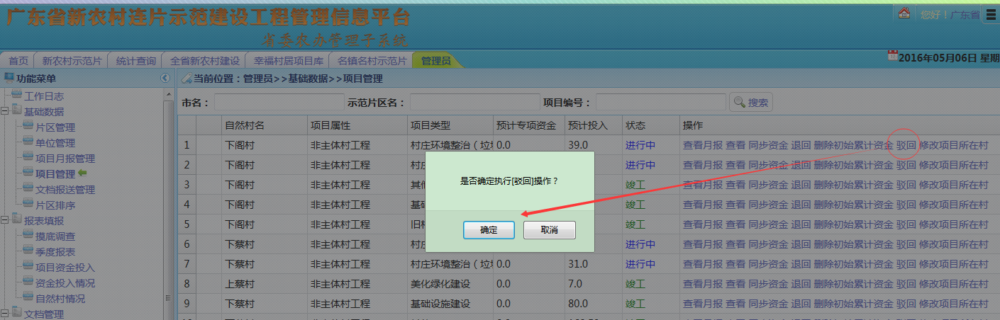 广东省新农村连片示范建设工程管理信息平台
省委农办管理子系统
您好！广东省
首页 新农村示范片 统计查询 全省新农村建设 幸福村居项目库 名镇名村示范片 管理员
2016年05月06日 星期
功能菜单
工作日志
基础数据
片区管理
单位管理
项目月报管理
项目管理
文档报送管理
片区排序
报表填报
摸底调查
季度报表
项目资金投入
资金投入情况
自然村情况
文档管理
当前位置：管理员>>基础数据>>项目管理
市名： 示范片区名： 项目编号： 搜索
自然村名 项目属性 项目类型 预计专项资金 预计投入 状态 操作
1 下阁村 非主体村工程 村庄环境整治（垃 0.0 39.0 进行中 查看月报 查看 同步资金 退回 删除初始累计资金 驳回 修改项目所在村
2 下阁村 非主体村工程 村 进行中 查看月报 查看 同步资金 退回 删除初始累计资金 驳回 修改项目所在村
3 下阁村 非主体村工程 其他 竣工 查看月报 查看 同步资金 退回 删除初始累计资金 驳回 修改项目所在村
4 下阁村 非主体村工程 基础 竣工 查看月报 查看 同步资金 退回 删除初始累计资金 驳回 修改项目所在村
5 下阁村 非主体村工程 旧村 竣工 查看月报 查看 同步资金 退回 删除初始累计资金 驳回 修改项目所在村
6 下蔡村 非主体村工程 村 进行中 查看月报 查看 同步资金 退回 删除初始累计资金 驳回 修改项目所在村
7 下蔡村 非主体村工程 村庄环境整治（垃 0.0 31.0 进行中 查看月报 查看 同步资金 退回 删除初始累计资金 驳回 修改项目所在村
8 上蔡村 非主体村工程 美化绿化建设 0.0 7.0 竣工 查看月报 查看 同步资金 退回 删除初始累计资金 驳回 修改项目所在村
9 下蔡村 非主体村工程 基础设施建设 0.0 80.0 竣工 查看月报 查看 同步资金 退回 删除初始累计资金 驳回 修改项目所在村
是否确定执行[驳回]操作？
确定 取消